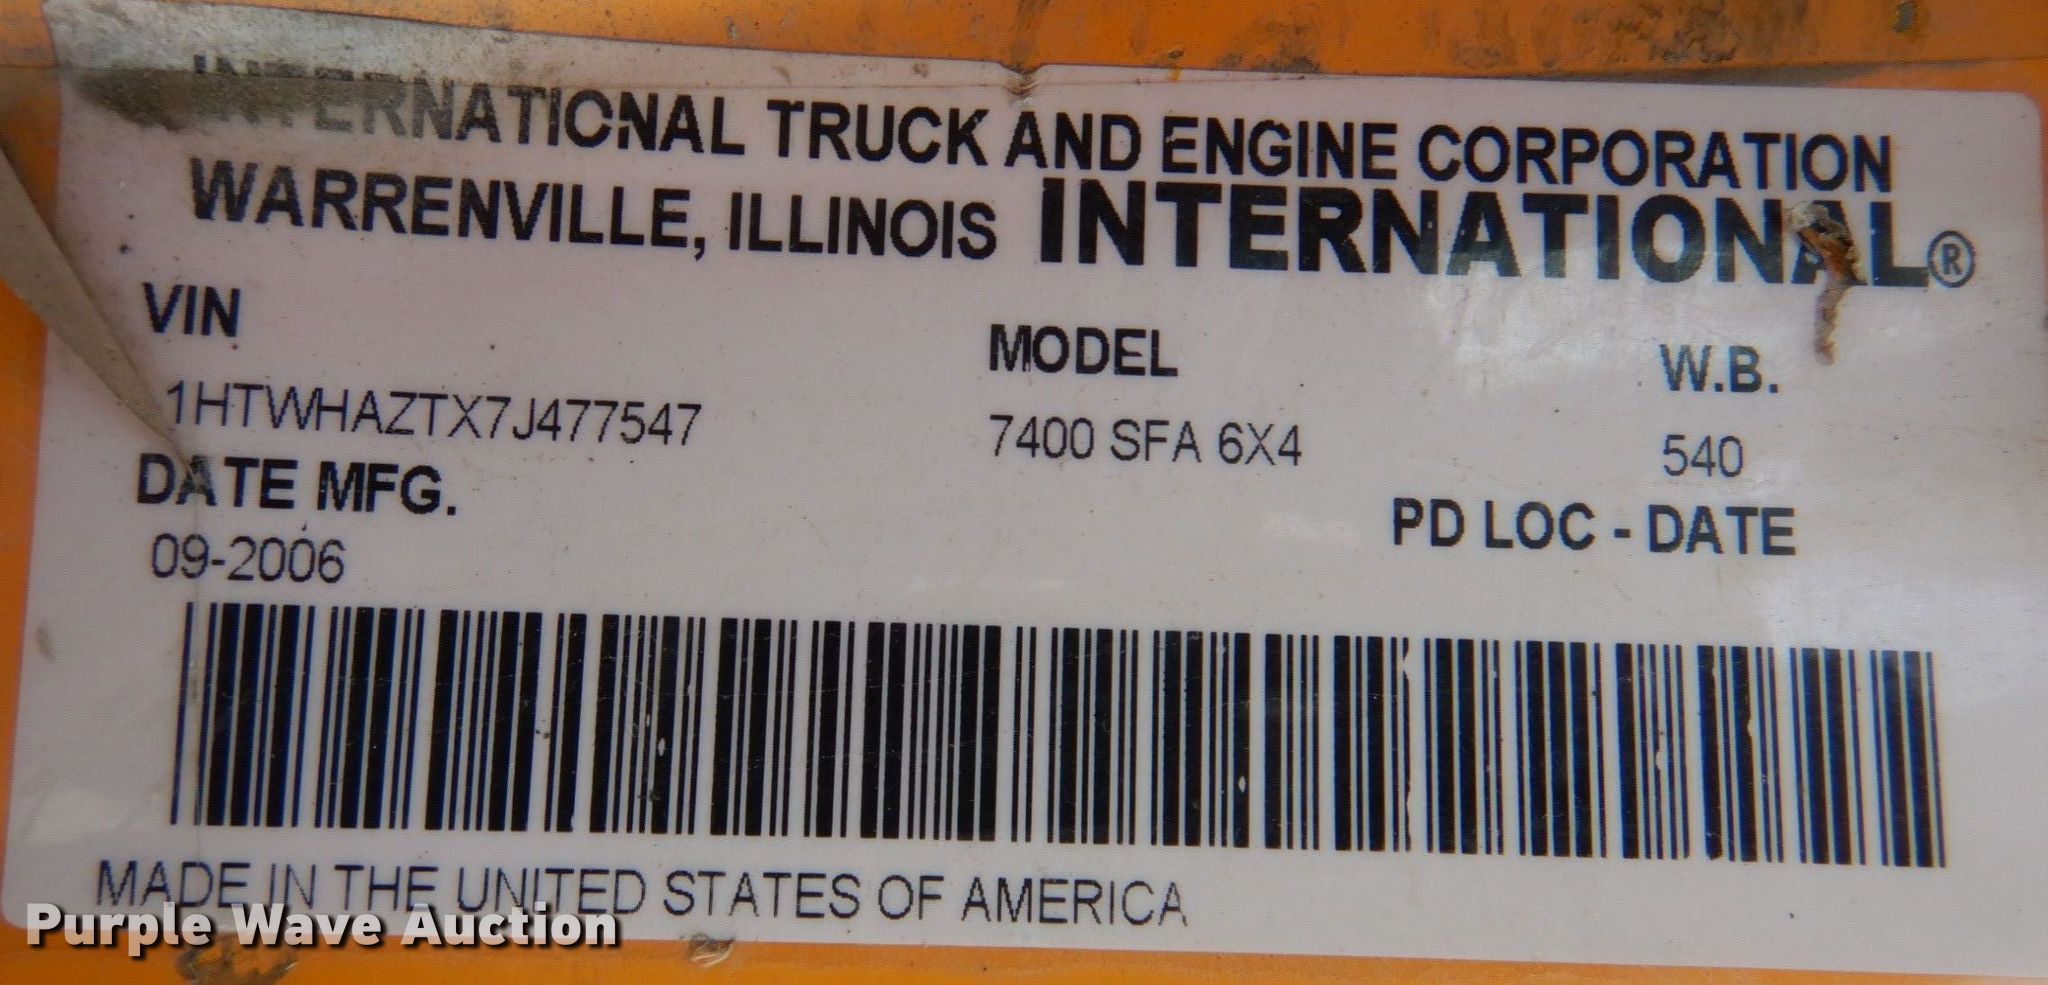 INTERNATIONAL TRUCK AND ENGINE CORPORATION
WARRENVILLE, ILLINOIS INTERNATIONAL®
VIN MODEL W.B.
1HTWHAZTX7J477547 7400 SFA 6X4 540
DATE MFG. PD LOC - DATE
09-2006
MADE IN THE UNITED STATES OF AMERICA
Purple Wave Auction